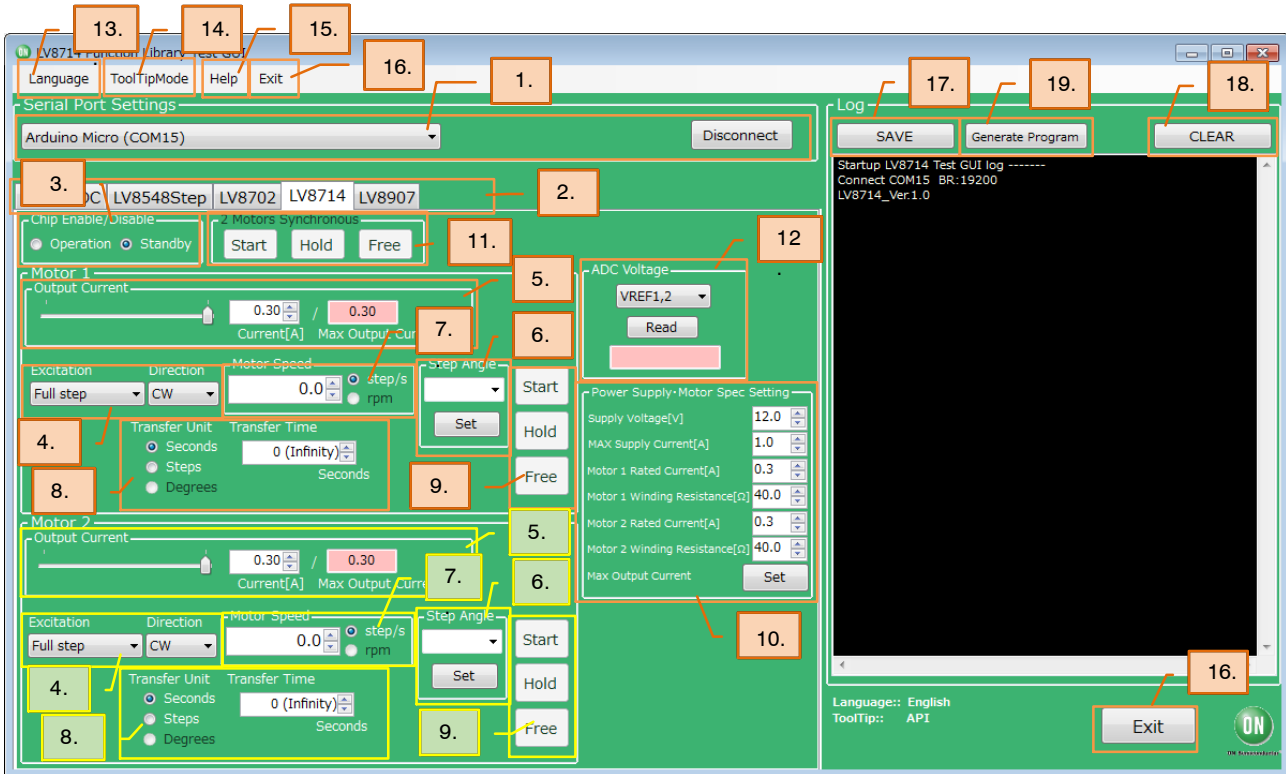 13.
14.
15.
16.
LV8714 Function Library Test GUI
Language
ToolTipMode
Help
Exit
1.
17.
19.
18.
Serial Port Settings
Arduino Micro (COM15)
Disconnect
Log
SAVE
Generate Program
CLEAR
Startup LV8714 Test GUI log -------
Connect COM15 BR:19200
LV8714_Ver.1.0
3.
2.
LV8548Step
LV8702
LV8714
LV8907
Chip Enable/Disable
Operation
Standby
2 Motors Synchronous
Start
Hold
Free
11.
12
.
Motor 1
Output Current
0.30 / 0.30
Current[A]
Max Output Cur
5.
7.
6.
ADC Voltage
VREF1,2
Read
Excitation
Direction
Full step
CW
Motor Speed
0.0
step/s
rpm
Step Angle
Set
Start
Hold
Free
4.
Transfer Unit
Transfer Time
Seconds
Steps
Degrees
0 (Infinity)
Seconds
8.
9.
Power Supply・Motor Spec Setting
Supply Voltage[V] 12.0
MAX Supply Current[A] 1.0
Motor 1 Rated Current[A] 0.3
Motor 1 Winding Resistance[Ω] 40.0
Motor 2 Rated Current[A] 0.3
Motor 2 Winding Resistance[Ω] 40.0
Max Output Current
Set
10.
Motor 2
Output Current
0.30 / 0.30
Current[A]
Max Output Curre
5.
7.
6.
Excitation
Direction
Full step
CW
Motor Speed
0.0
step/s
rpm
Step Angle
Set
Start
Hold
Free
4.
Transfer Unit
Transfer Time
Seconds
Steps
Degrees
0 (Infinity)
Seconds
8.
9.
Language:: English
ToolTip:: API
16.
Exit
ON
ON Semiconductor